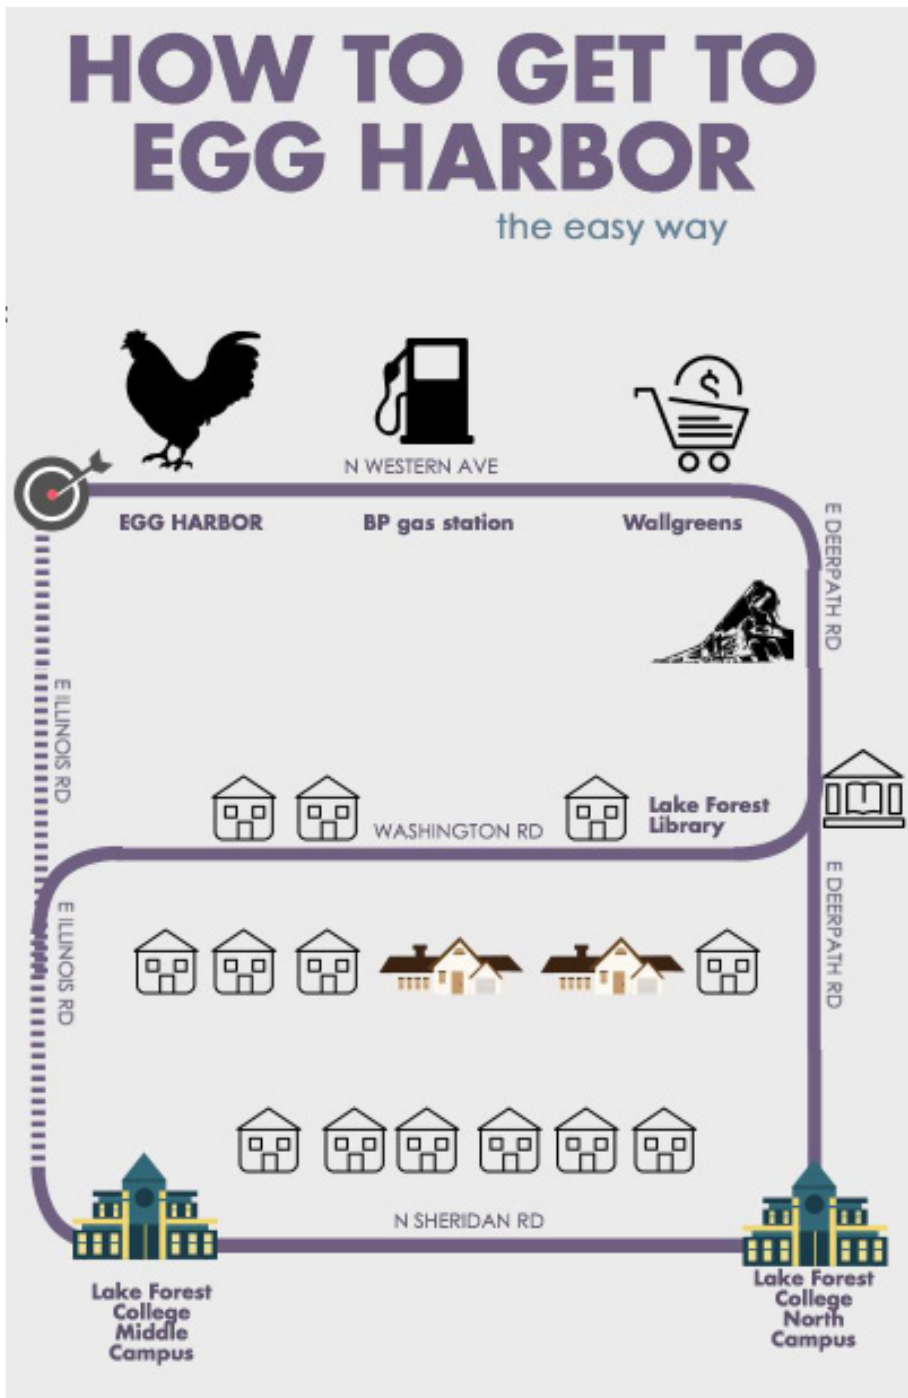 HOW TO GET TO
EGG HARBOR
the easy way
N WESTERN AVE
EGG HARBOR
BP gas station
Wallgreens
E DEERPATH RD
E ILLINOIS RD
Lake Forest
Library
WASHINGTON RD
E DEERPATH RD
E ILLINOIS RD
N SHERIDAN RD
Lake Forest
College
Middle
Campus
Lake Forest
College
North
Campus